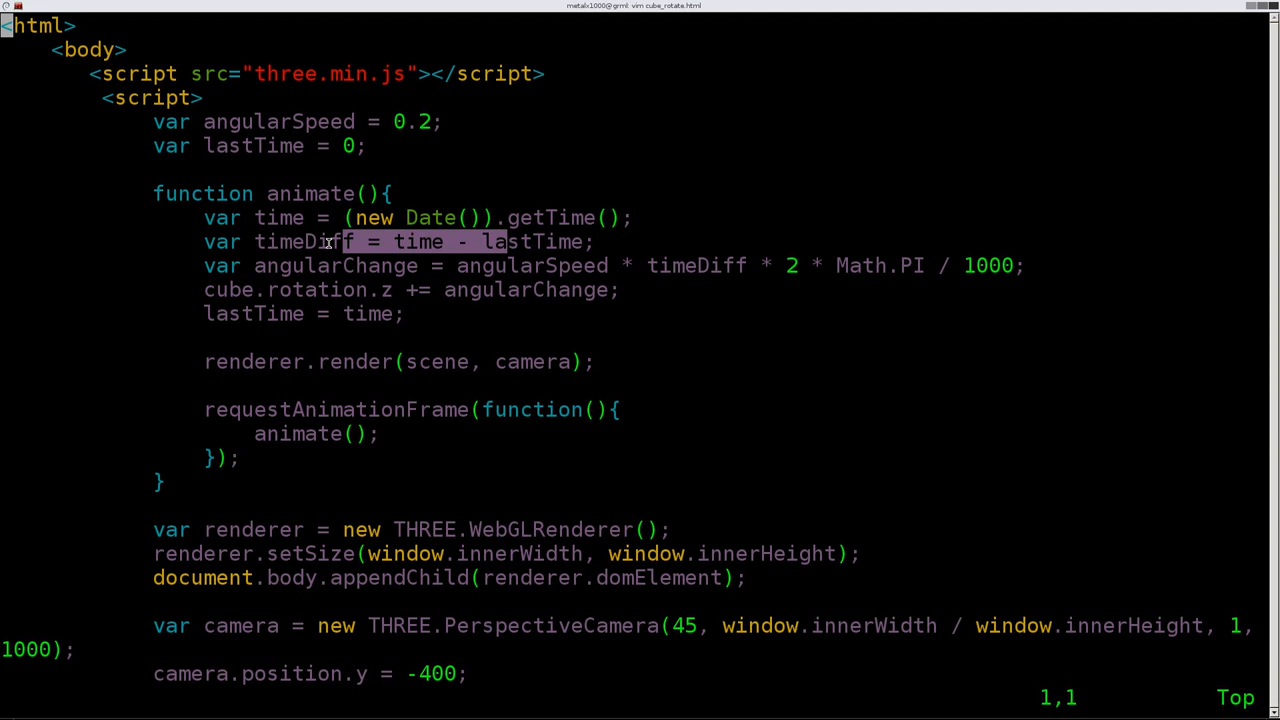 metalx1000@grml: vim cube_rotate.html
<html>
<body>
<script src="three.min.js"></script>
<script>
var angularSpeed = 0.2;
var lastTime = 0;
function animate(){
var time = (new Date()).getTime();
var timeDiff = time - lastTime;
var angularChange = angularSpeed * timeDiff * 2 * Math.PI / 1000;
cube.rotation.z += angularChange;
lastTime = time;
renderer.render(scene, camera);
requestAnimationFrame(function(){
animate();
});
}
var renderer = new THREE.WebGLRenderer();
renderer.setSize(window.innerWidth, window.innerHeight);
document.body.appendChild(renderer.domElement);
var camera = new THREE.PerspectiveCamera(45, window.innerWidth / window.innerHeight, 1,
1000);
camera.position.y = -400;
1,1 Top